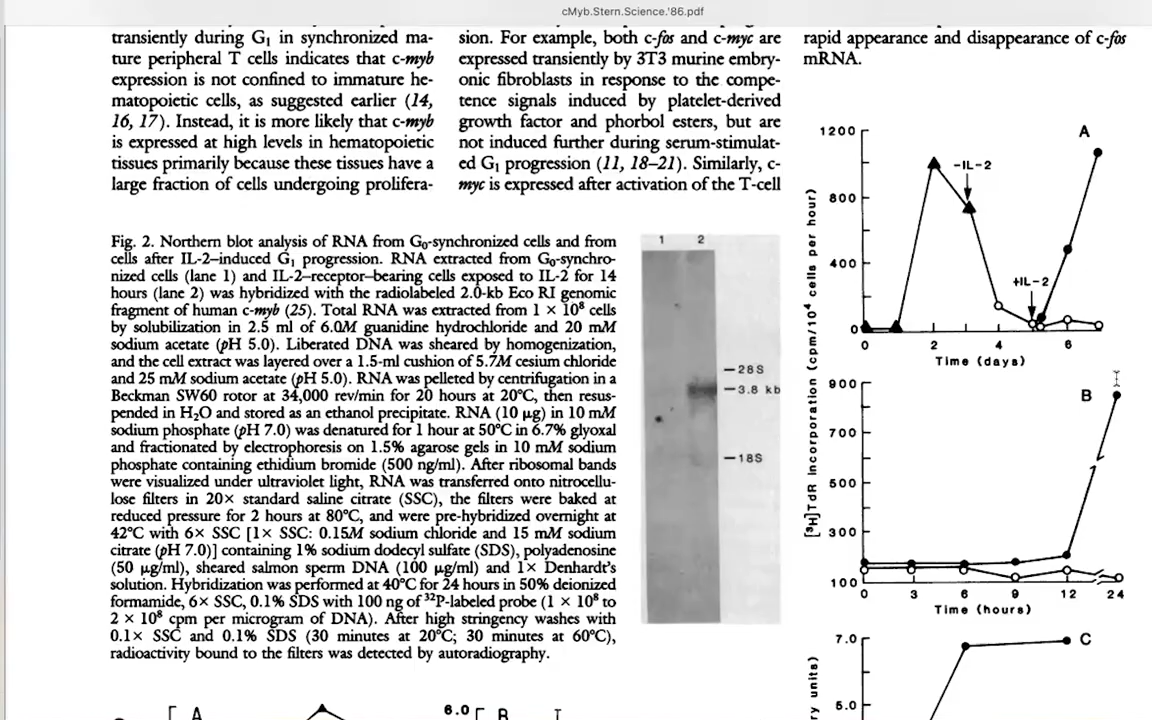 cMyb.Stern.Science.'86.pdf
transiently during G₁ in synchronized ma-
ture peripheral T cells indicates that c-myb
expression is not confined to immature he-
matopoietic cells, as suggested earlier (14,
16, 17). Instead, it is more likely that c-myb
is expressed at high levels in hematopoietic
tissues primarily because these tissues have a
large fraction of cells undergoing prolifera-
sion. For example, both c-fos and c-myc are
expressed transiently by 3T3 murine embry-
onic fibroblasts in response to the compe-
tence signals induced by platelet-derived
growth factor and phorbol esters, but are
not induced further during serum-stimulat-
ed G₁ progression (11, 18–21). Similarly, c-
myc is expressed after activation of the T-cell
rapid appearance and disappearance of c-fos
mRNA.
Fig. 2. Northern blot analysis of RNA from G₀-synchronized cells and from
cells after IL-2–induced G₁ progression. RNA extracted from G₀-synchro-
nized cells (lane 1) and IL-2–receptor–bearing cells exposed to IL-2 for 14
hours (lane 2) was hybridized with the radiolabeled 2.0-kb Eco RI genomic
fragment of human c-myb (25). Total RNA was extracted from 1 × 10⁸ cells
by solubilization in 2.5 ml of 6.0M guanidine hydrochloride and 20 mM
sodium acetate (pH 5.0). Liberated DNA was sheared by homogenization,
and the cell extract was layered over a 1.5-ml cushion of 5.7M cesium chloride
and 25 mM sodium acetate (pH 5.0). RNA was pelleted by centrifugation in a
Beckman SW60 rotor at 34,000 rev/min for 20 hours at 20°C, then resus-
pended in H₂O and stored as an ethanol precipitate. RNA (10 μg) in 10 mM
sodium phosphate (pH 7.0) was denatured for 1 hour at 50°C in 6.7% glyoxal
and fractionated by electrophoresis on 1.5% agarose gels in 10 mM sodium
phosphate containing ethidium bromide (500 ng/ml). After ribosomal bands
were visualized under ultraviolet light, RNA was transferred onto nitrocellu-
lose filters in 20× standard saline citrate (SSC), the filters were baked at
reduced pressure for 2 hours at 80°C, and were pre-hybridized overnight at
42°C with 6× SSC [1× SSC: 0.15M sodium chloride and 15 mM sodium
citrate (pH 7.0)] containing 1% sodium dodecyl sulfate (SDS), polyadenosine
(50 μg/ml), sheared salmon sperm DNA (100 μg/ml) and 1× Denhardt's
solution. Hybridization was performed at 40°C for 24 hours in 50% deionized
formamide, 6× SSC, 0.1% SDS with 100 ng of ³²P-labeled probe (1 × 10⁸ to
2 × 10⁸ cpm per microgram of DNA). After high stringency washes with
0.1× SSC and 0.1% SDS (30 minutes at 20°C; 30 minutes at 60°C),
radioactivity bound to the filters was detected by autoradiography.
1 2
–28S
–3.8 kb
–18S
[³H]TdR incorporation (cpm/10⁴ cells per hour)
A
1200
800
400
0
-IL-2
+IL-2
0 2 4 6
Time (days)
B
900
700
500
300
100
0 3 6 9 12 24
Time (hours)
C
7.0
5.0
ry units)
A
6.0
B